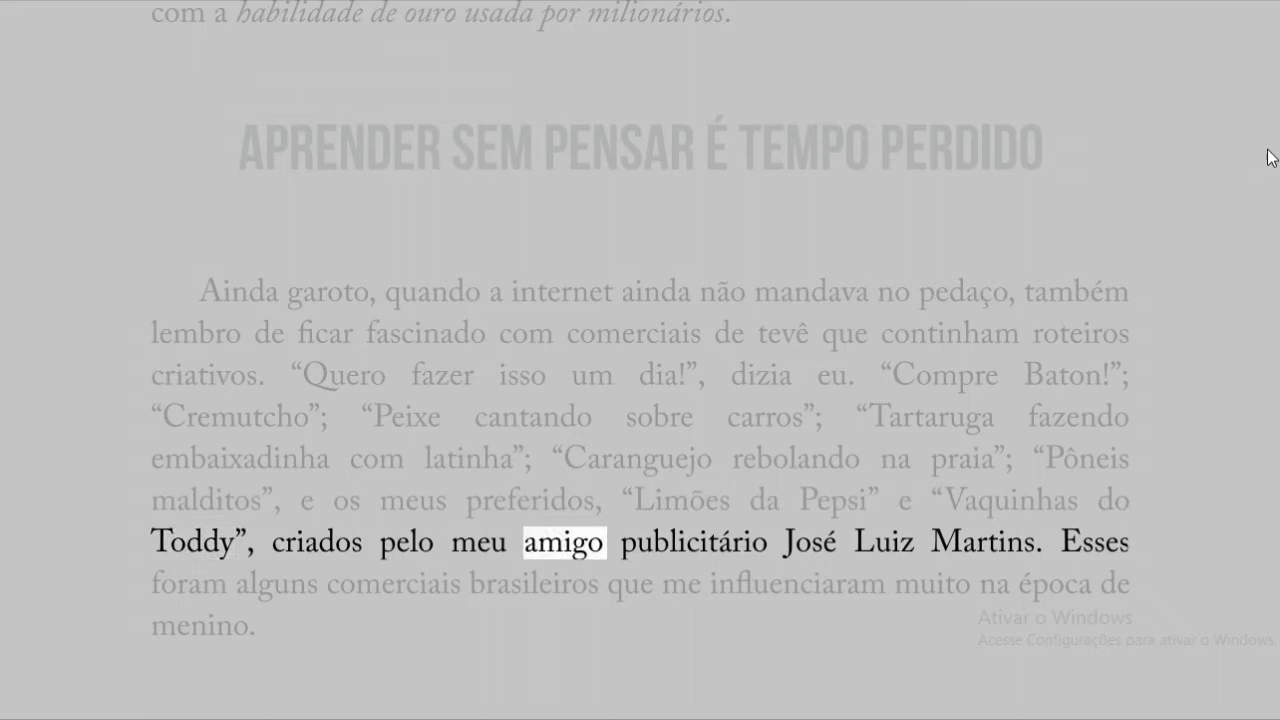 com a habilidade de ouro usada por milionários.
APRENDER SEM PENSAR É TEMPO PERDIDO
Ainda garoto, quando a internet ainda não mandava no pedaço, também
lembro de ficar fascinado com comerciais de tevê que continham roteiros
criativos. “Quero fazer isso um dia!”, dizia eu. “Compre Baton!”;
“Cremutcho”; “Peixe cantando sobre carros”; “Tartaruga fazendo
embaixadinha com latinha”; “Caranguejo rebolando na praia”; “Pôneis
malditos”, e os meus preferidos, “Limões da Pepsi” e “Vaquinhas do
Toddy”, criados pelo meu amigo publicitário José Luiz Martins. Esses
foram alguns comerciais brasileiros que me influenciaram muito na época de
menino.
Ativar o Windows
Acesse Configurações para ativar o Windows.